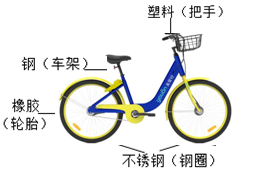 塑料（把手）
钢（车架）
橡胶
（轮胎）
不锈钢（钢圈）